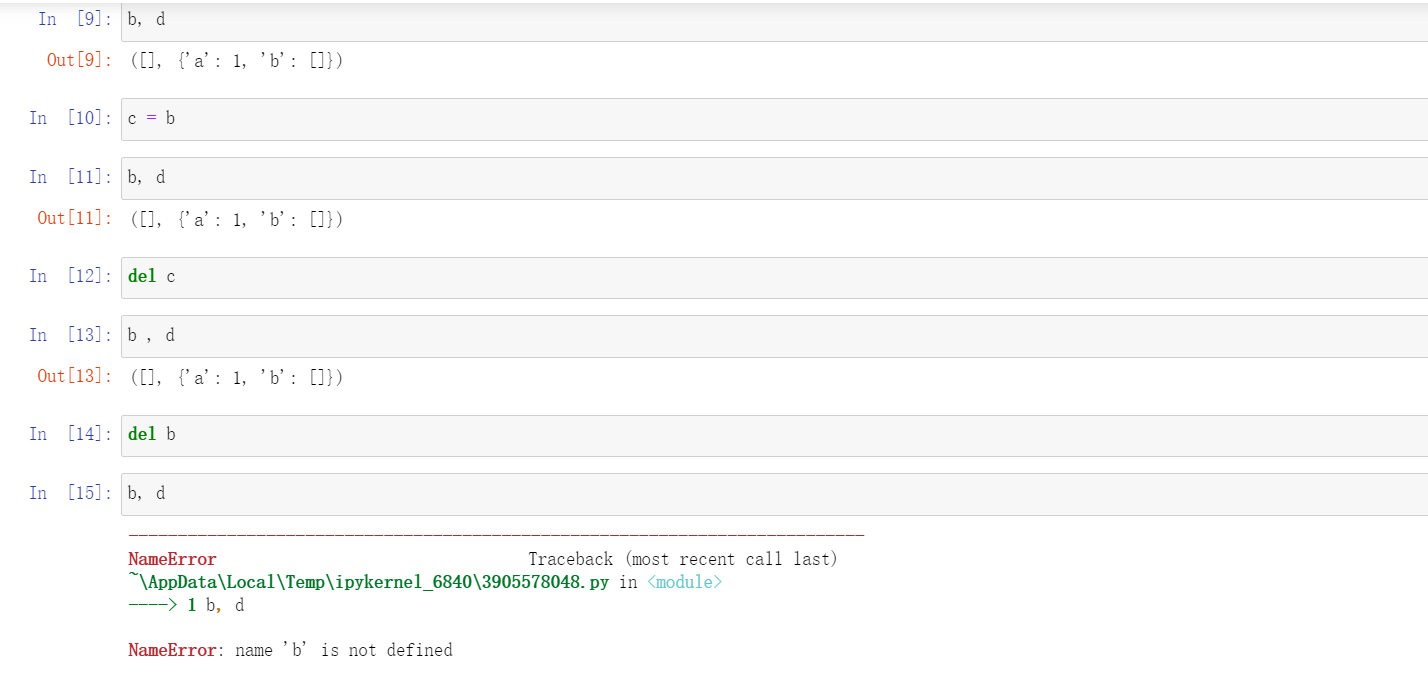 In [9]: b, d
Out[9]: ([], {'a': 1, 'b': []})
In [10]: c = b
In [11]: b, d
Out[11]: ([], {'a': 1, 'b': []})
In [12]: del c
In [13]: b , d
Out[13]: ([], {'a': 1, 'b': []})
In [14]: del b
In [15]: b, d
---------------------------------------------------------------------------
NameError                                 Traceback (most recent call last)
~\AppData\Local\Temp\ipykernel_6840\3905578048.py in <module>
----> 1 b, d
NameError: name 'b' is not defined